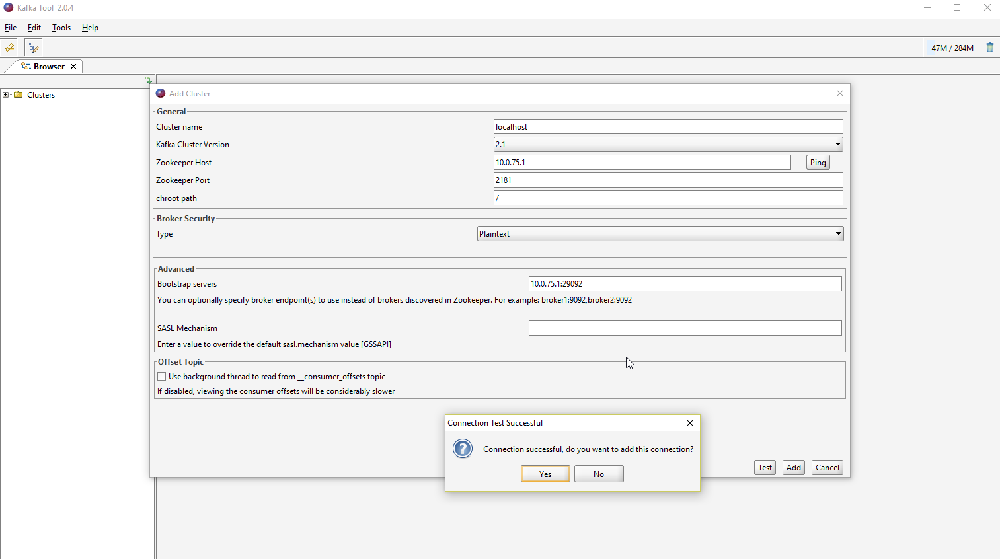 Kafka Tool 2.0.4
File Edit Tools Help
47M / 284M
Browser
Clusters
Add Cluster
General
Cluster name localhost
Kafka Cluster Version 2.1
Zookeeper Host 10.0.75.1 Ping
Zookeeper Port 2181
chroot path /
Broker Security
Type Plaintext
Advanced
Bootstrap servers 10.0.75.1:29092
You can optionally specify broker endpoint(s) to use instead of brokers discovered in Zookeeper. For example: broker1:9092,broker2:9092
SASL Mechanism
Enter a value to override the default sasl.mechanism value [GSSAPI]
Offset Topic
Use background thread to read from __consumer_offsets topic
If disabled, viewing the consumer offsets will be considerably slower
Connection Test Successful
Connection successful, do you want to add this connection?
Yes No
Test Add Cancel